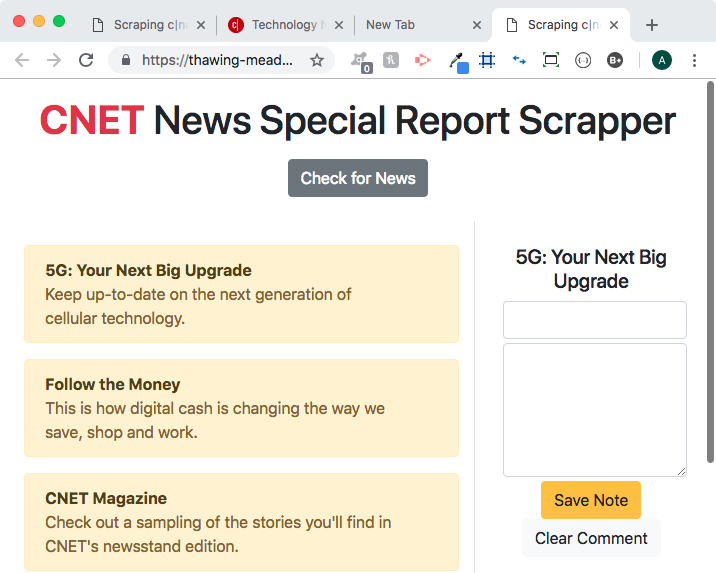 Scraping c|n
Technology
New Tab
Scraping c|n
https://thawing-mead...
0
B+
A
CNET News Special Report Scrapper
Check for News
5G: Your Next Big Upgrade
Keep up-to-date on the next generation of
cellular technology.
Follow the Money
This is how digital cash is changing the way we
save, shop and work.
CNET Magazine
Check out a sampling of the stories you'll find in
CNET's newsstand edition.
5G: Your Next Big
Upgrade
Save Note
Clear Comment